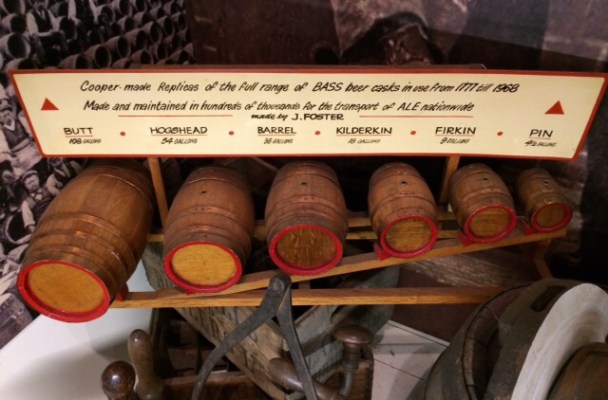 Cooper-made Replicas of the full range of BASS beer casks in use from 1777 till 1968
Made and maintained in hundreds of thousands for the transport of ALE nationwide
made by J. FOSTER
BUTT • HOGSHEAD • BARREL • KILDERKIN • FIRKIN • PIN
108 GALLONS 54 GALLONS 36 GALLONS 18 GALLONS 9 GALLONS 4½ GALLONS